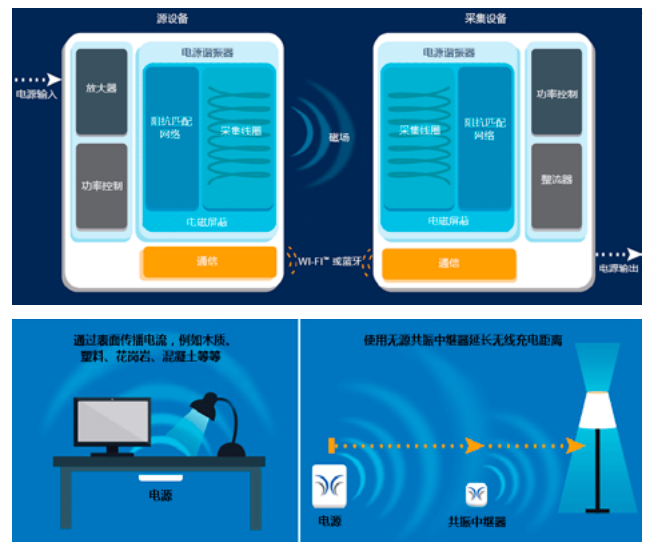 源设备
采集设备
电源输入
放大器
功率控制
电源谐振器
阻抗匹配
网络
采集线圈
电磁屏蔽
通信
磁场
WI-FI™ 或蓝牙
电源谐振器
采集线圈
阻抗匹配
网络
电磁屏蔽
通信
功率控制
整流器
电源输出
通过表面传播电流，例如木质、
塑料、花岗岩、混凝土等等
电源
使用无源共振中继器延长无线充电距离
电源
共振中继器